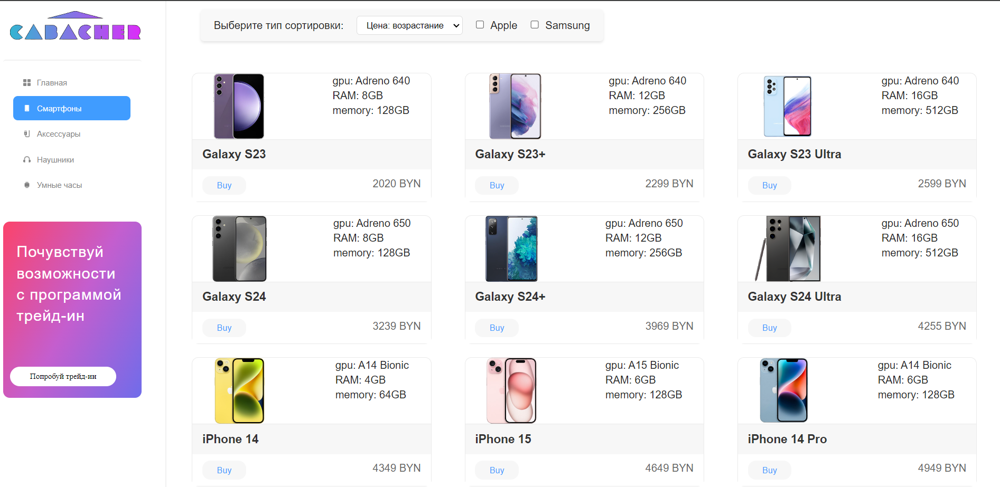 CABACHER
Главная
Смартфоны
Аксессуары
Наушники
Умные часы
Почувствуй
возможности
с программой
трейд-ин
Попробуй трейд-ин
Выберите тип сортировки: Цена: возрастание Apple Samsung
gpu: Adreno 640
RAM: 8GB
memory: 128GB
Galaxy S23
Buy 2020 BYN
gpu: Adreno 640
RAM: 12GB
memory: 256GB
Galaxy S23+
Buy 2299 BYN
gpu: Adreno 640
RAM: 16GB
memory: 512GB
Galaxy S23 Ultra
Buy 2599 BYN
gpu: Adreno 650
RAM: 8GB
memory: 128GB
Galaxy S24
Buy 3239 BYN
gpu: Adreno 650
RAM: 12GB
memory: 256GB
Galaxy S24+
Buy 3969 BYN
gpu: Adreno 650
RAM: 16GB
memory: 512GB
Galaxy S24 Ultra
Buy 4255 BYN
gpu: A14 Bionic
RAM: 4GB
memory: 64GB
iPhone 14
Buy 4349 BYN
gpu: A15 Bionic
RAM: 6GB
memory: 128GB
iPhone 15
Buy 4649 BYN
gpu: A14 Bionic
RAM: 6GB
memory: 128GB
iPhone 14 Pro
Buy 4949 BYN